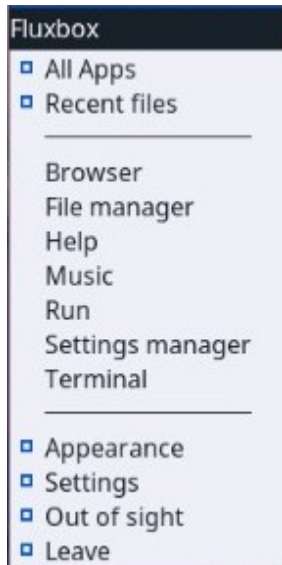 Fluxbox
All Apps
Recent files
Browser
File manager
Help
Music
Run
Settings manager
Terminal
Appearance
Settings
Out of sight
Leave